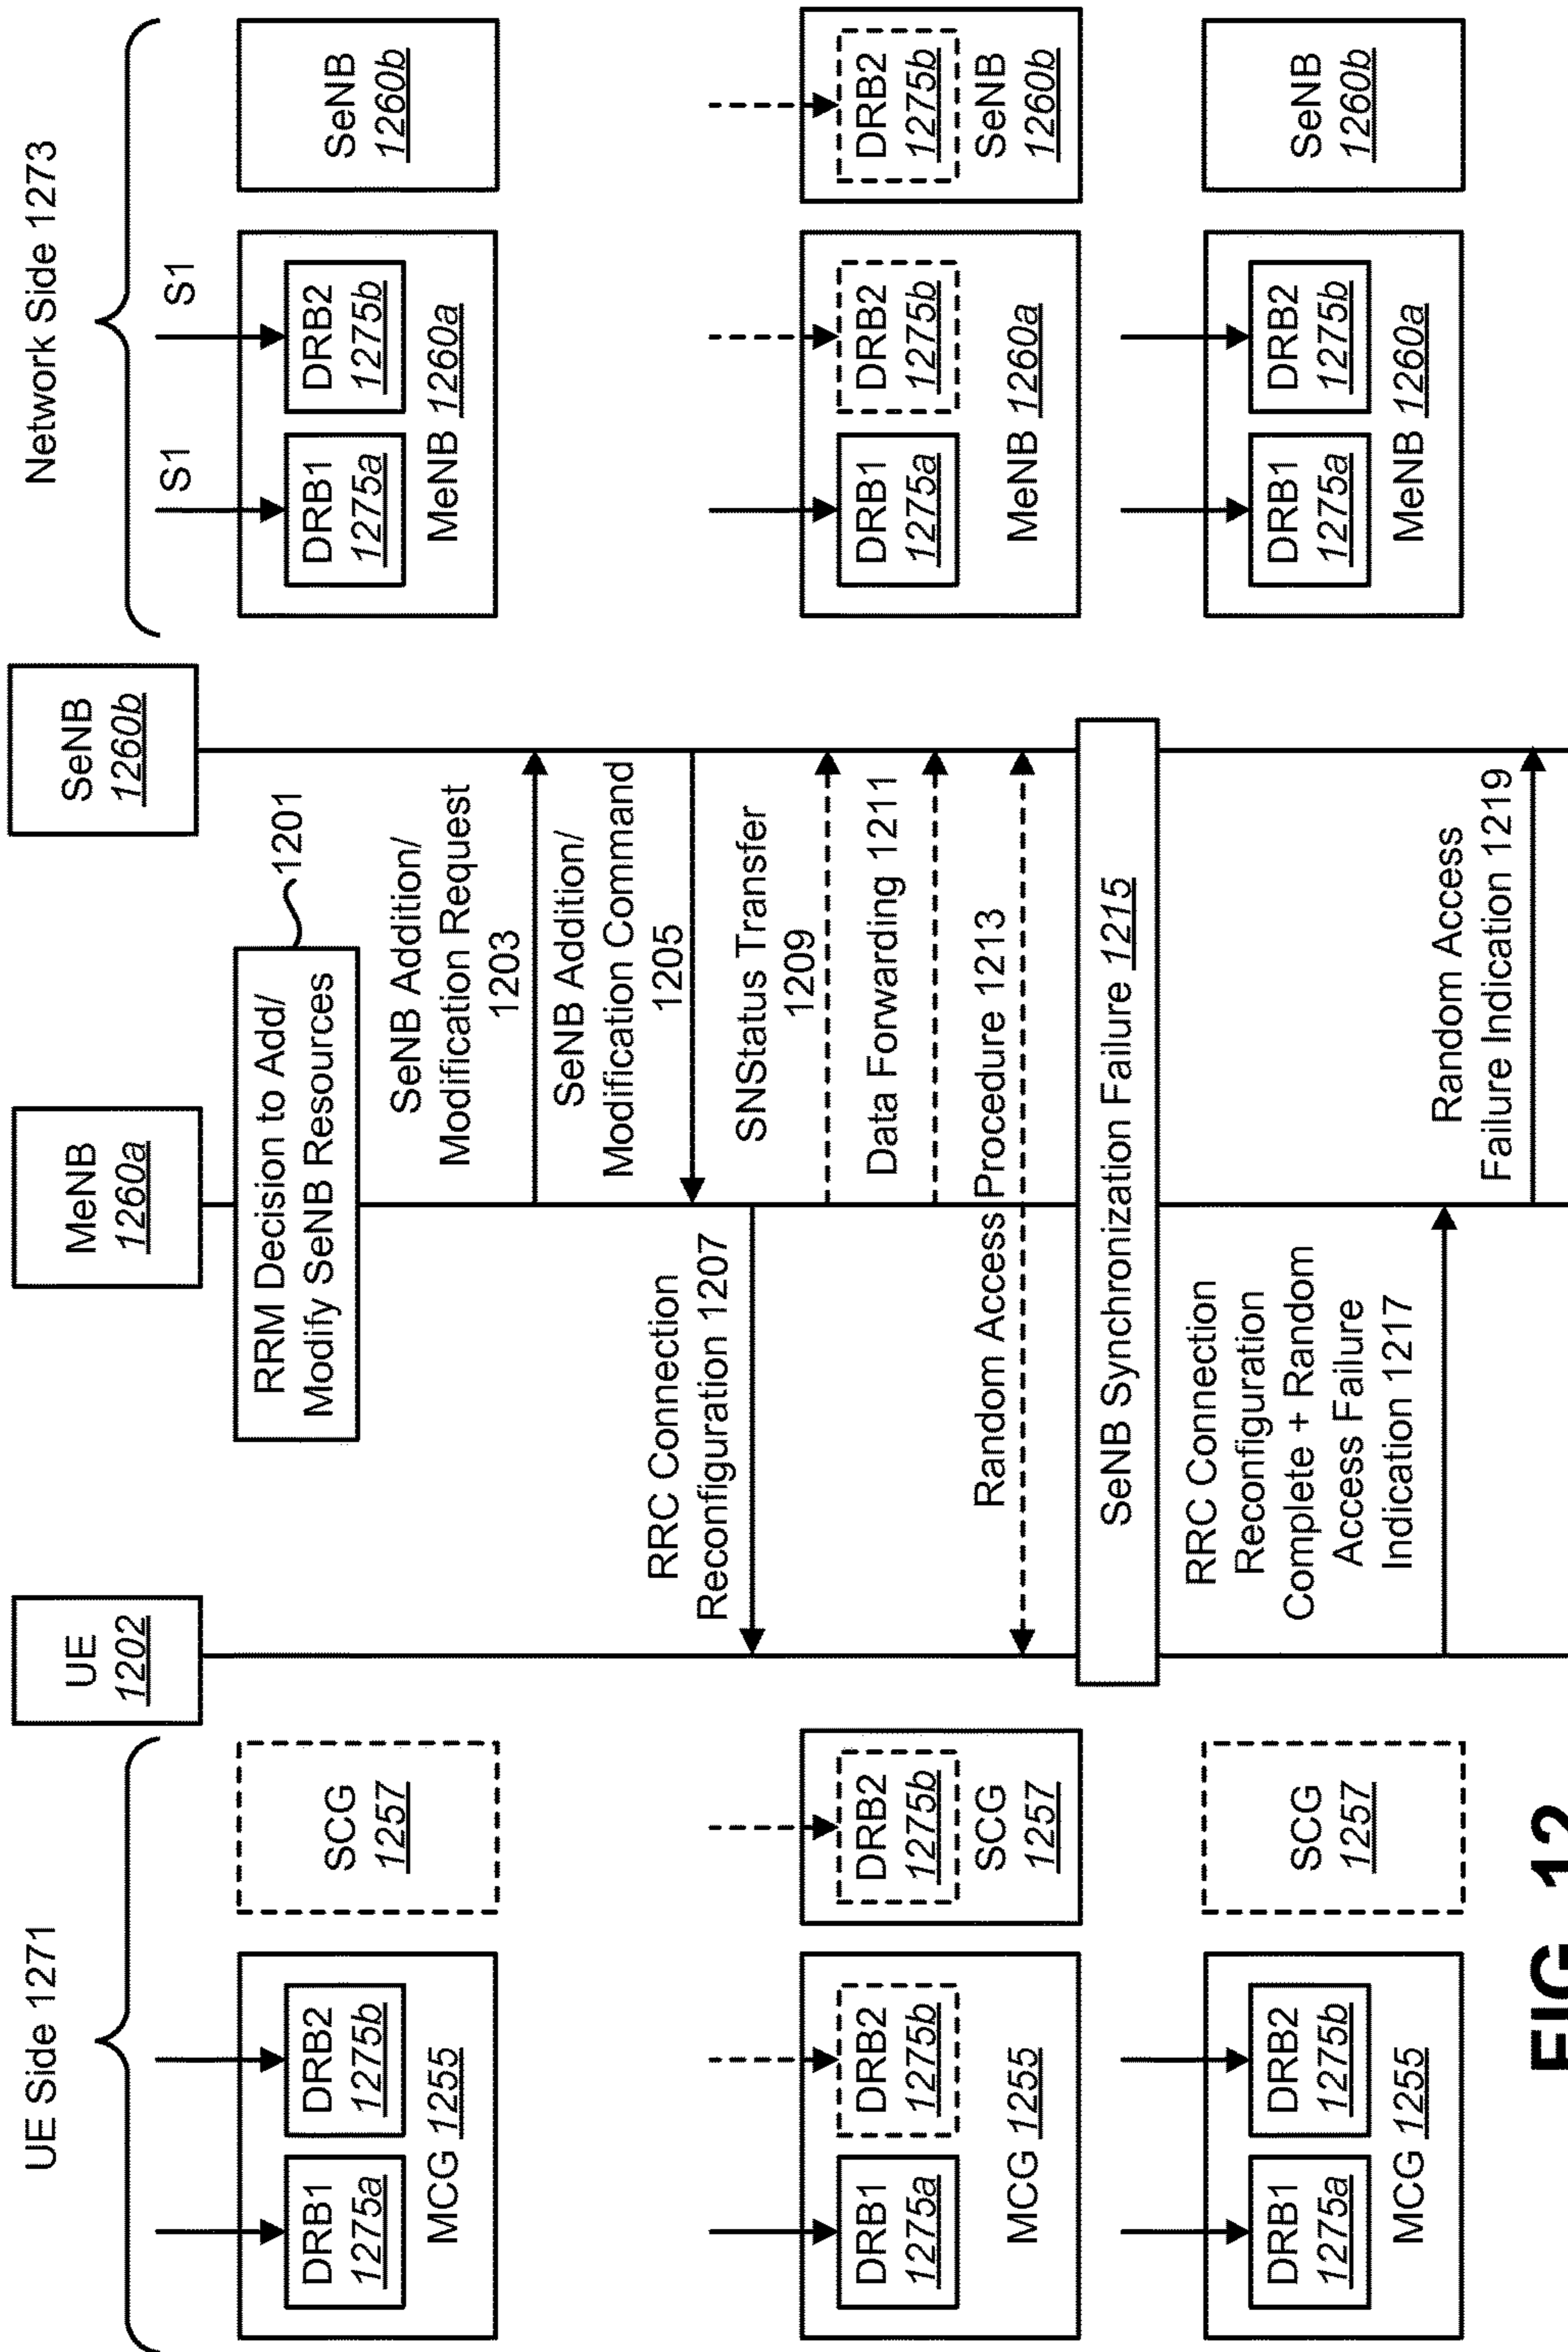 UE Side 1271
Network Side 1273
UE
1202
MeNB
1260a
SeNB
1260b
S1
S1
DRB1
1275a
DRB2
1275b
MCG 1255
SCG
1257
RRM Decision to Add/
Modify SeNB Resources
1201
DRB1
1275a
DRB2
1275b
MeNB 1260a
SeNB
1260b
SeNB Addition/
Modification Request
1203
SeNB Addition/
Modification Command
1205
RRC Connection
Reconfiguration 1207
SNStatus Transfer
1209
Data Forwarding 1211
Random Access Procedure 1213
DRB1
1275a
DRB2
1275b
MCG 1255
DRB2
1275b
SCG
1257
DRB1
1275a
DRB2
1275b
MeNB 1260a
DRB2
1275b
SeNB
1260b
SeNB Synchronization Failure 1215
RRC Connection
Reconfiguration
Complete + Random
Access Failure
Indication 1217
Random Access
Failure Indication 1219
DRB1
1275a
DRB2
1275b
MCG 1255
SCG
1257
DRB1
1275a
DRB2
1275b
MeNB 1260a
SeNB
1260b
FIG. 12